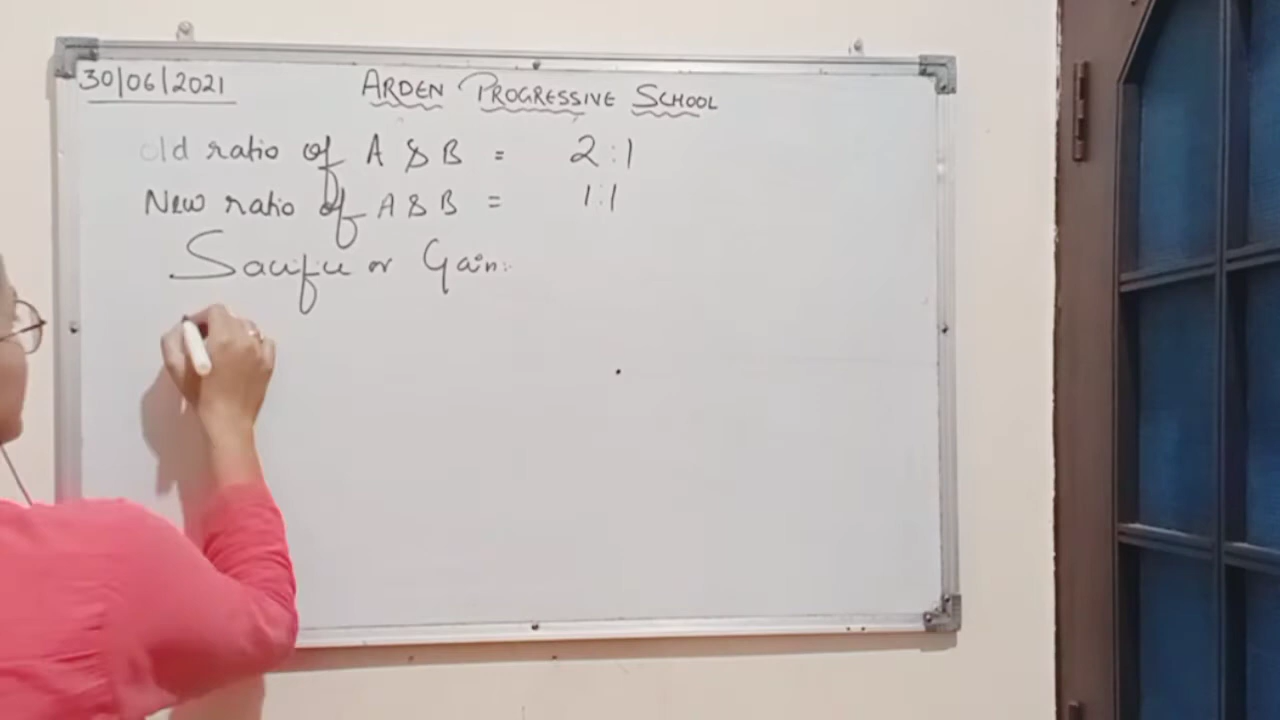 30/06/2021 ARDEN PROGRESSIVE SCHOOL
old ratio of A & B = 2:1
New ratio of A & B = 1:1
Sacrifice or Gain: